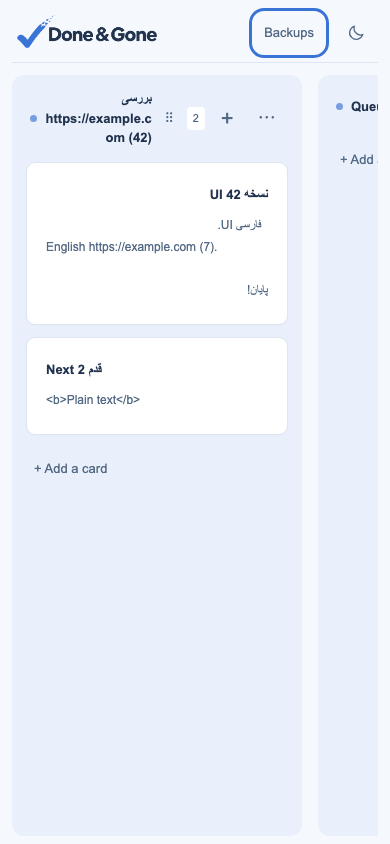 Done & Gone
Backups
بررسی
https://example.c
om (42)
2
Queu
+ Add a
نسخه 42 UI
فارسی UI.
English https://example.com (7).
پایان!
قدم 2 Next
<b>Plain text</b>
+ Add a card